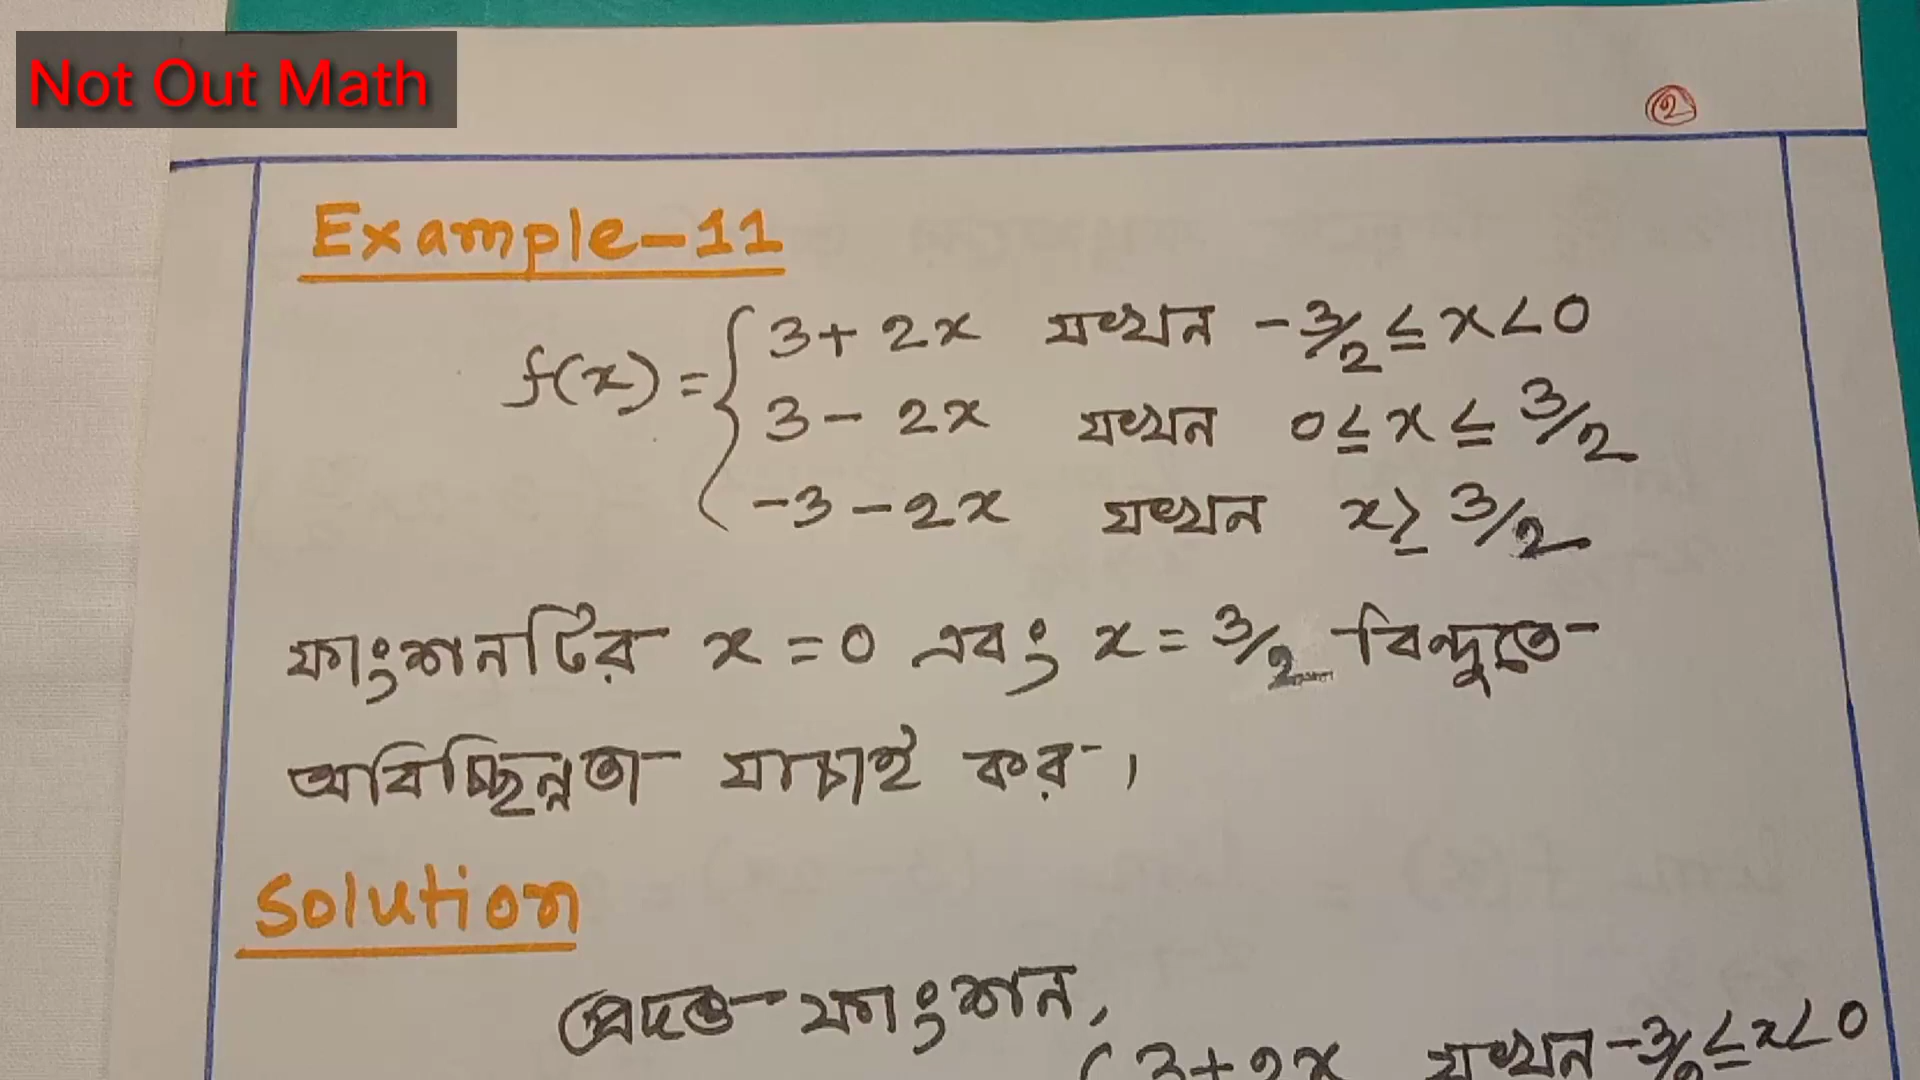 Not Out Math
2
Example-11
f(x) = { 3 + 2x যখন -3/2 ≤ x < 0
3 - 2x যখন 0 ≤ x ≤ 3/2
-3 - 2x যখন x ≥ 3/2
ফাংশনটির x = 0 এবং x = 3/2 বিন্দুতে
অবিচ্ছিন্নতা যাচাই কর।
Solution
প্রদত্ত ফাংশন,
{ 3 + 2x যখন -3/2 ≤ x < 0